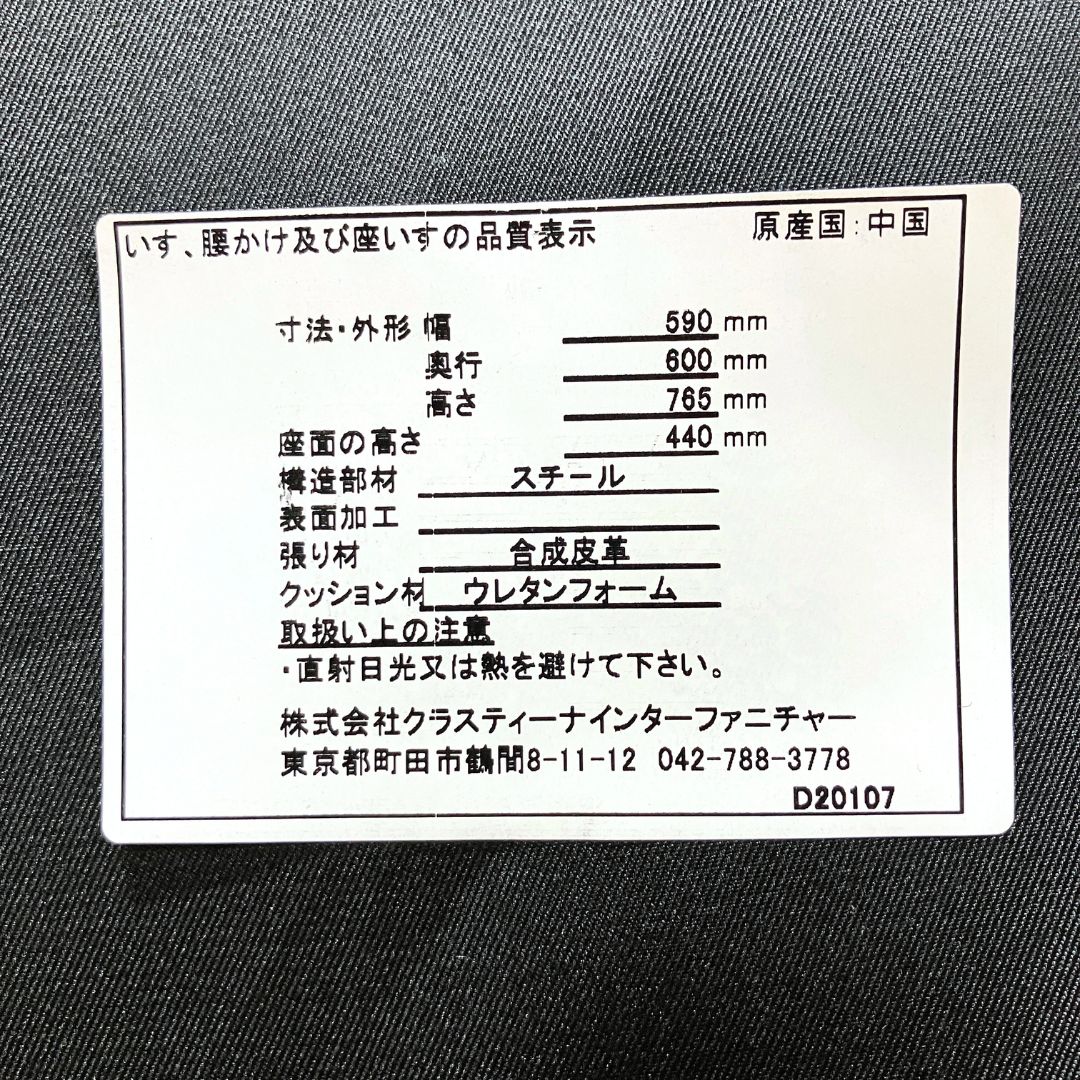 いす、腰かけ及び座いすの品質表示 原産国:中国
寸法・外形 幅 590 mm
奥行 600 mm
高さ 765 mm
座面の高さ 440 mm
構造部材 スチール
表面加工
張り材 合成皮革
クッション材 ウレタンフォーム
取扱い上の注意
・直射日光又は熱を避けて下さい。
株式会社クラスティーナインターファニチャー
東京都町田市鶴間8-11-12 042-788-3778
D20107